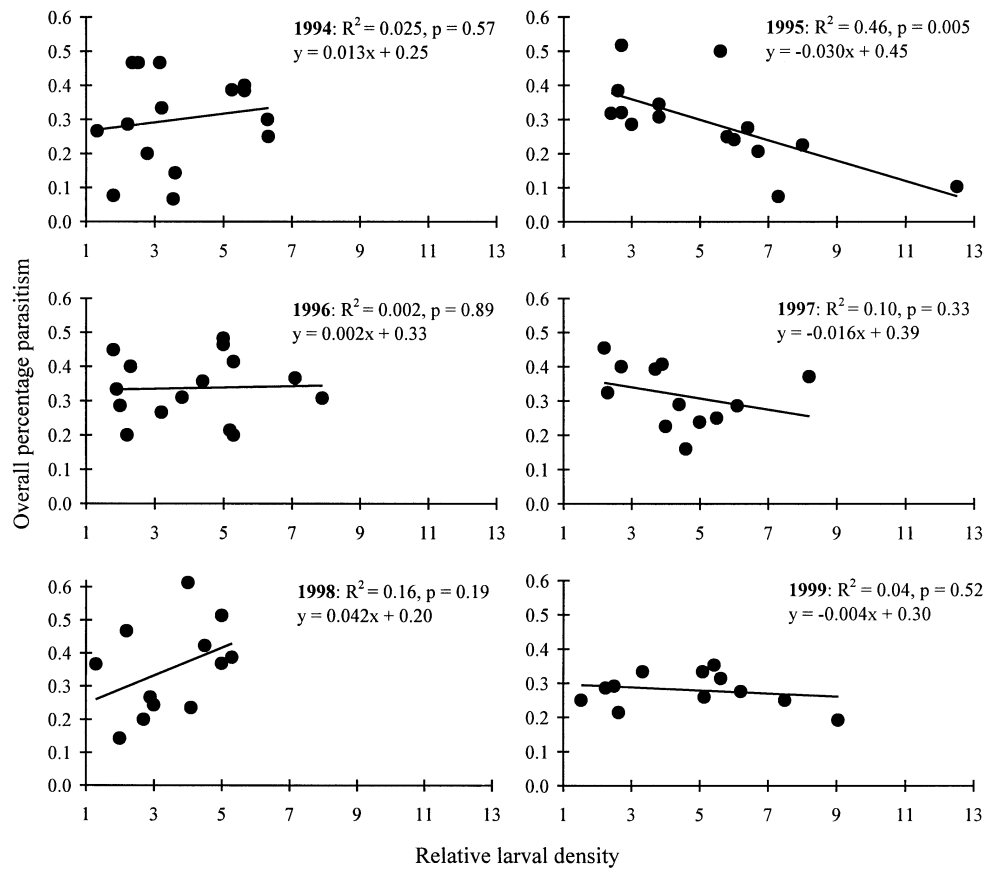 0.6
0.5
0.4
0.3
0.2
0.1
0.0
1 3 5 7 9 11 13
1994: R² = 0.025, p = 0.57
y = 0.013x + 0.25
0.6
0.5
0.4
0.3
0.2
0.1
0.0
1 3 5 7 9 11 13
1995: R² = 0.46, p = 0.005
y = -0.030x + 0.45
Overall percentage parasitism
0.6
0.5
0.4
0.3
0.2
0.1
0.0
1 3 5 7 9 11 13
1996: R² = 0.002, p = 0.89
y = 0.002x + 0.33
0.6
0.5
0.4
0.3
0.2
0.1
0.0
1 3 5 7 9 11 13
1997: R² = 0.10, p = 0.33
y = -0.016x + 0.39
0.6
0.5
0.4
0.3
0.2
0.1
0.0
1 3 5 7 9 11 13
1998: R² = 0.16, p = 0.19
y = 0.042x + 0.20
0.6
0.5
0.4
0.3
0.2
0.1
0.0
1 3 5 7 9 11 13
1999: R² = 0.04, p = 0.52
y = -0.004x + 0.30
Relative larval density